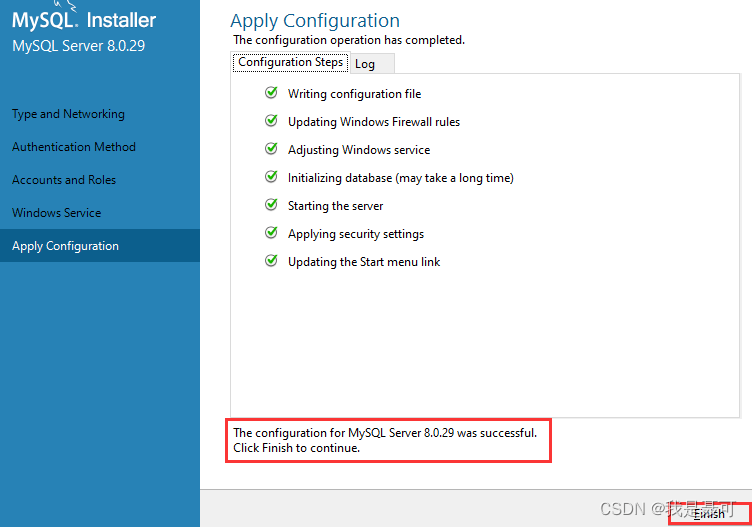 MySQL. Installer
MySQL Server 8.0.29
Type and Networking
Authentication Method
Accounts and Roles
Windows Service
Apply Configuration
Apply Configuration
The configuration operation has completed.
Configuration Steps
Log
Writing configuration file
Updating Windows Firewall rules
Adjusting Windows service
Initializing database (may take a long time)
Starting the server
Applying security settings
Updating the Start menu link
The configuration for MySQL Server 8.0.29 was successful.
Click Finish to continue.
Finish
CSDN @我是慕可